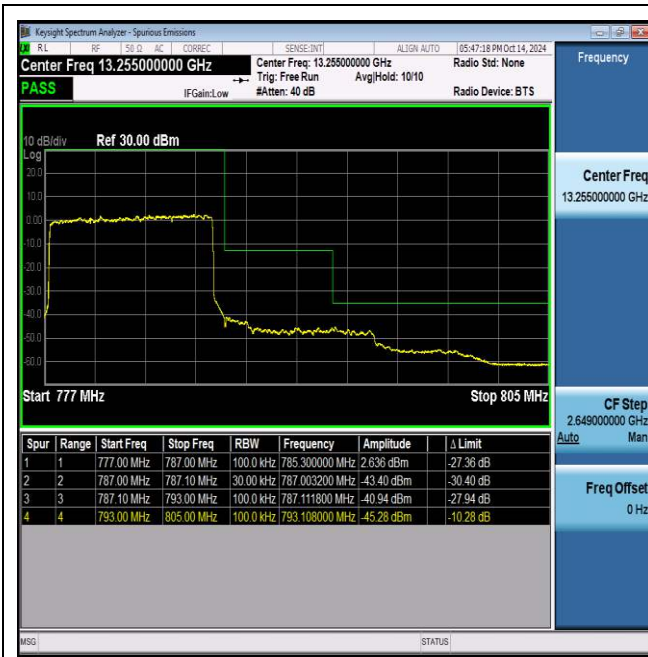 Keysight Spectrum Analyzer - Spurious Emissions
RL RF 50 Ω AC CORREC SENSE:INT ALIGN AUTO 05:47:18 PM Oct 14, 2024
Center Freq 13.255000000 GHz Center Freq: 13.255000000 GHz Radio Std: None Frequency
PASS Trig: Free Run Avg|Hold: 10/10
IFGain:Low #Atten: 40 dB Radio Device: BTS
10 dB/div Ref 30.00 dBm
Log
20.0
10.0
0.00
-10.0
-20.0
-30.0
-40.0
-50.0
-60.0
Start 777 MHz Stop 805 MHz
Center Freq
13.255000000 GHz
CF Step
2.649000000 GHz
Auto Man
Freq Offset
0 Hz
Spur Range Start Freq Stop Freq RBW Frequency Amplitude Δ Limit
1 1 777.00 MHz 787.00 MHz 100.0 kHz 785.300000 MHz 2.636 dBm -27.36 dB
2 2 787.00 MHz 787.10 MHz 30.00 kHz 787.003200 MHz -43.40 dBm -30.40 dB
3 3 787.10 MHz 793.00 MHz 100.0 kHz 787.111800 MHz -40.94 dBm -27.94 dB
4 4 793.00 MHz 805.00 MHz 100.0 kHz 793.108000 MHz -45.28 dBm -10.28 dB
MSG STATUS